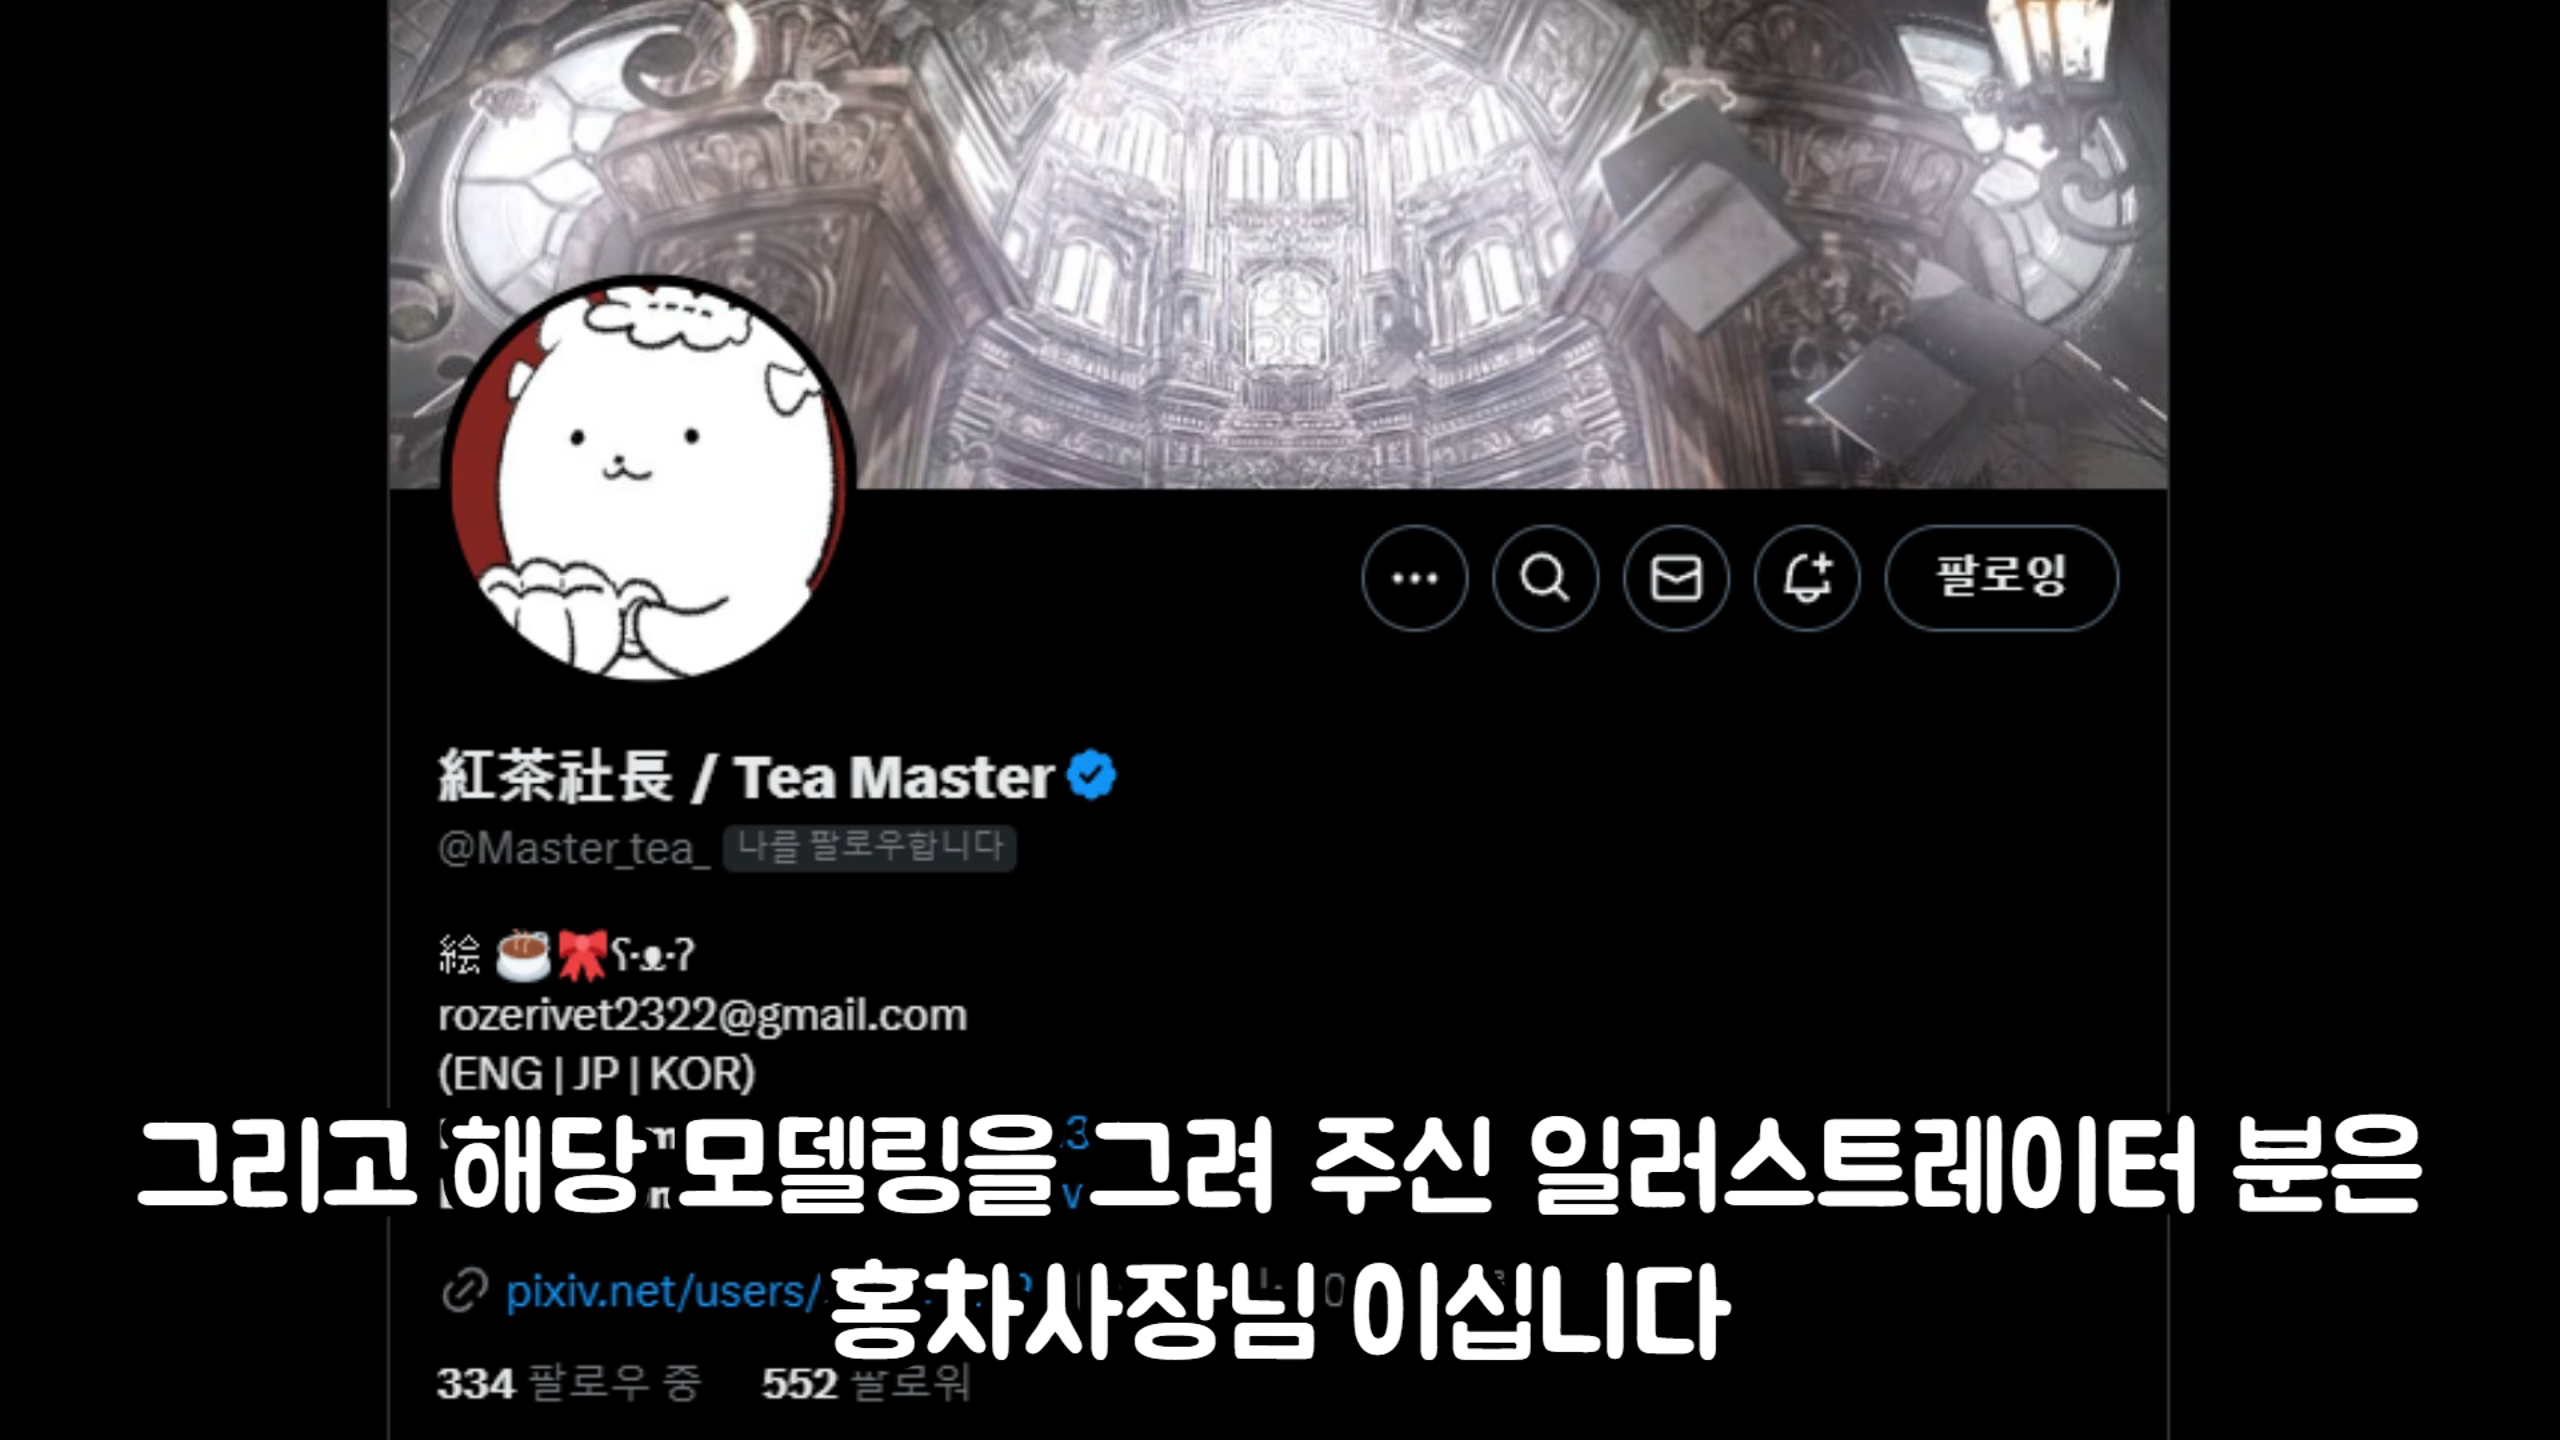 팔로잉
紅茶社長 / Tea Master
@Master_tea_ 나를 팔로우합니다
絵 ☕🎀ʕ·ᴥ·ʔ
rozerivet2322@gmail.com
(ENG | JP | KOR)
그리고 해당 모델링을 그려 주신 일러스트레이터 분은
홍차사장님 이십니다
pixiv.net/users/
334 팔로우 중 552 팔로워